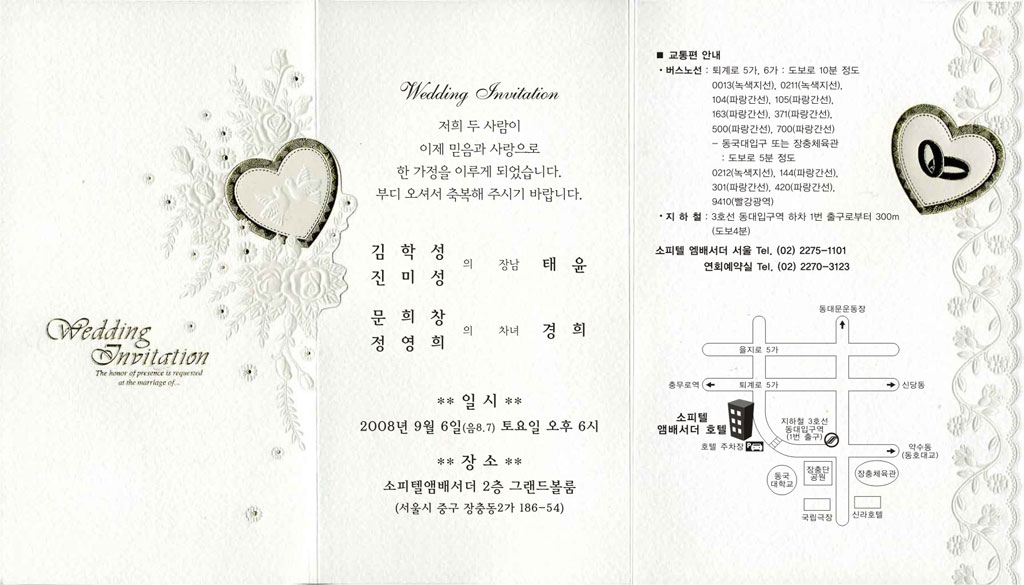 Wedding
Invitation
The honor of presence is requested
at the marriage of...
Wedding Invitation
저희 두 사람이
이제 믿음과 사랑으로
한 가정을 이루게 되었습니다.
부디 오셔서 축복해 주시기 바랍니다.
김 학 성
진 미 성
의 장남 태 윤
문 희 창
정 영 희
의 차녀 경 희
** 일 시 **
2008년 9월 6일(음8.7) 토요일 오후 6시
** 장 소 **
소피텔앰배서더 2층 그랜드볼룸
(서울시 중구 장충동2가 186-54)
■ 교통편 안내
・버스노선 : 퇴계로 5가, 6가 : 도보로 10분 정도
0013(녹색지선), 0211(녹색지선),
104(파랑간선), 105(파랑간선),
163(파랑간선), 371(파랑간선),
500(파랑간선), 700(파랑간선)
- 동국대입구 또는 장충체육관
: 도보로 5분 정도
0212(녹색지선), 144(파랑간선),
301(파랑간선), 420(파랑간선),
9410(빨강광역)
・지 하 철 : 3호선 동대입구역 하차 1번 출구로부터 300m
(도보4분)
소피텔 엠배서더 서울 Tel. (02) 2275-1101
연회예약실 Tel. (02) 2270-3123
동대문운동장
을지로 5가
충무로역
퇴계로 5가
신당동
소피텔
앰배서더 호텔
호텔 주차장
지하철 3호선
동대입구역
(1번 출구)
약수동
(동호대교)
동국
대학교
장충단
공원
장충체육관
국립극장
신라호텔